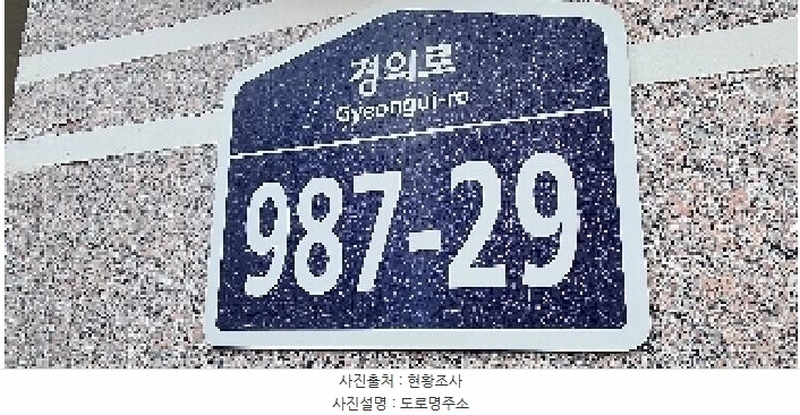 경의로
Gyeongui-ro
987-29
사진출처 : 현황조사
사진설명 : 도로명주소